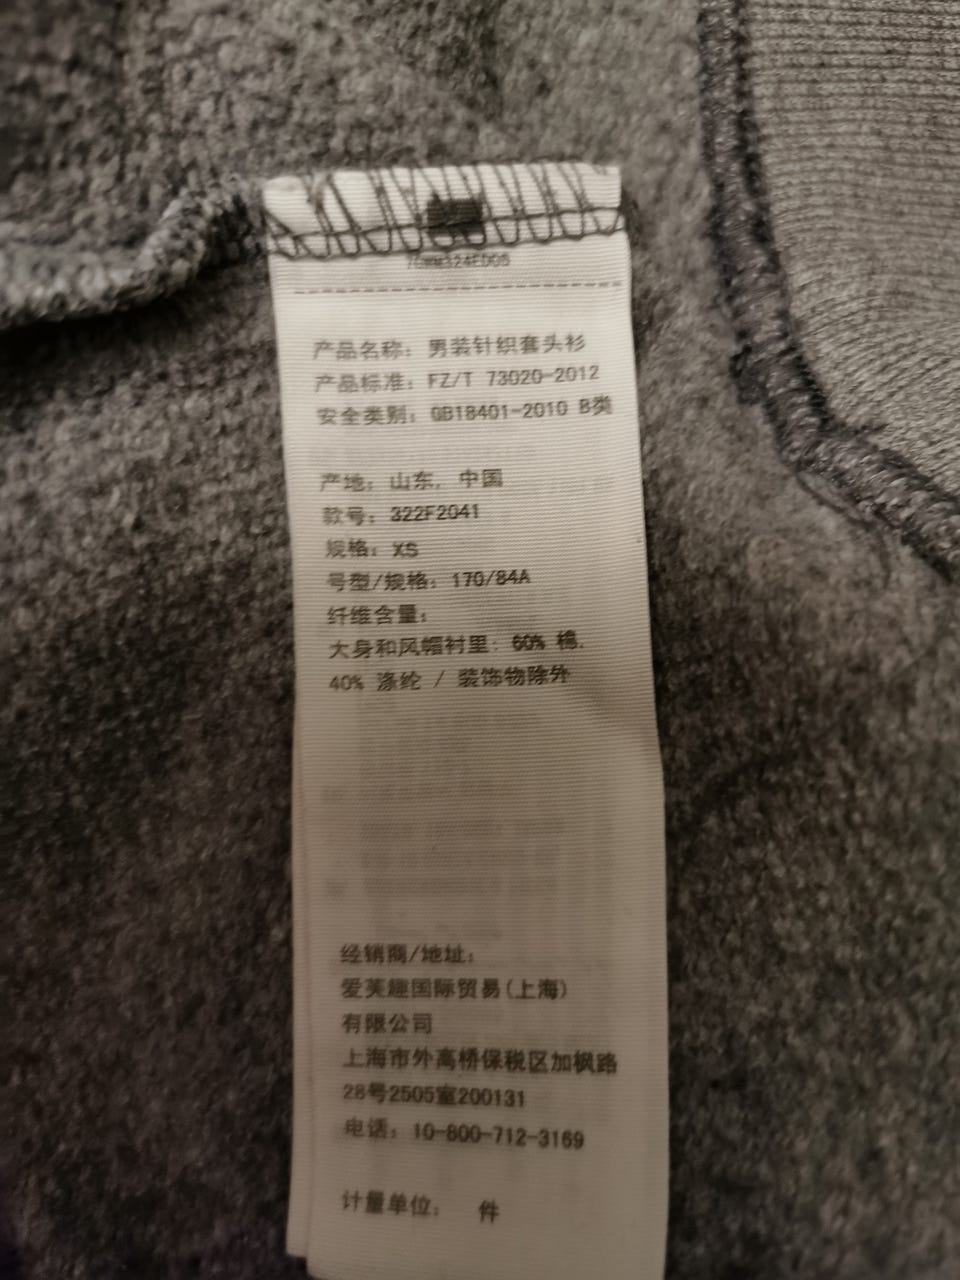 产品名称：男装针织套头衫
产品标准：FZ/T 73020-2012
安全类别：GB18401-2010 B类
产地：山东，中国
款号：322F2041
规格：XS
号型/规格：170/84A
纤维含量：
大身和风帽衬里：60% 棉，
40% 涤纶 / 装饰物除外
经销商/地址：
爱芙趣国际贸易(上海)
有限公司
上海市外高桥保税区加枫路
28号2505室200131
电话：10-800-712-3169
计量单位： 件